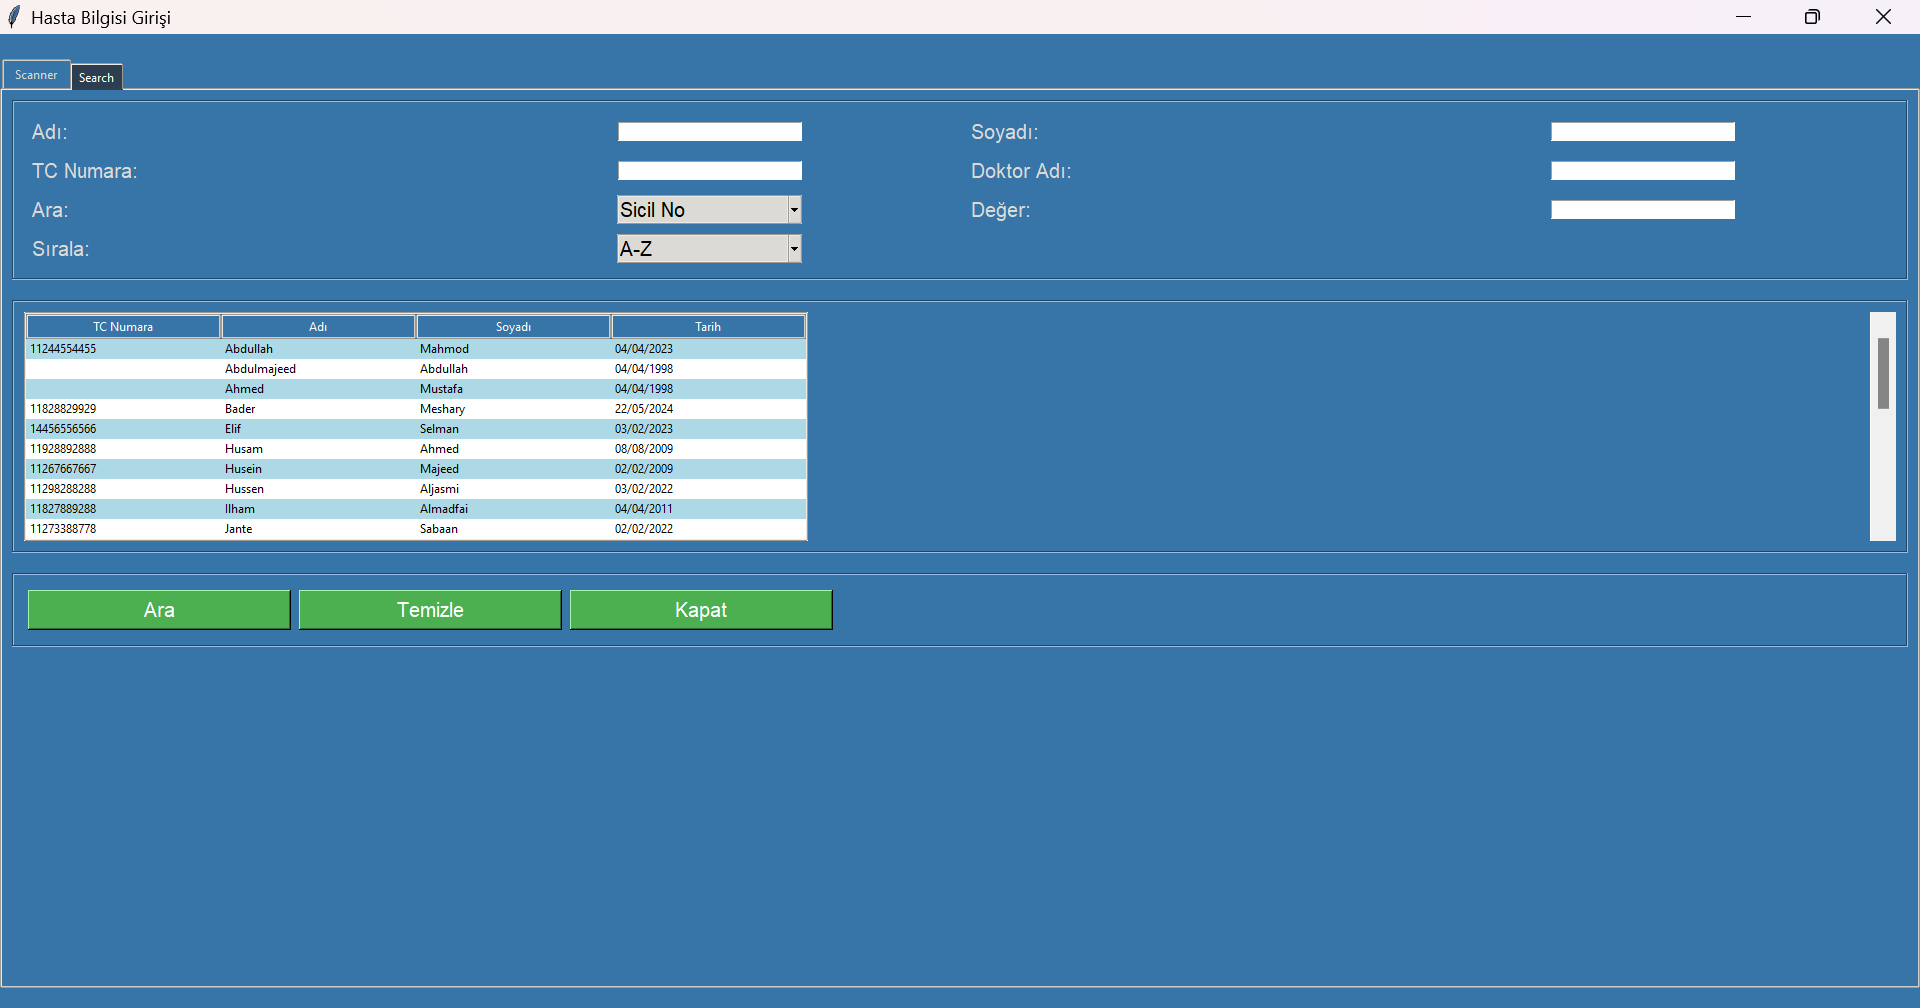 Hasta Bilgisi Girişi
Scanner Search
Adı: Soyadı:
TC Numara: Doktor Adı:
Ara: Sicil No Değer:
Sırala: A-Z
TC Numara Adı Soyadı Tarih
11244554455 Abdullah Mahmod 04/04/2023
Abdulmajeed Abdullah 04/04/1998
Ahmed Mustafa 04/04/1998
11828829929 Bader Meshary 22/05/2024
14456556566 Elif Selman 03/02/2023
11928892888 Husam Ahmed 08/08/2009
11267667667 Husein Majeed 02/02/2009
11298288288 Hussen Aljasmi 03/02/2022
11827889288 Ilham Almadfai 04/04/2011
11273388778 Jante Sabaan 02/02/2022
Ara Temizle Kapat